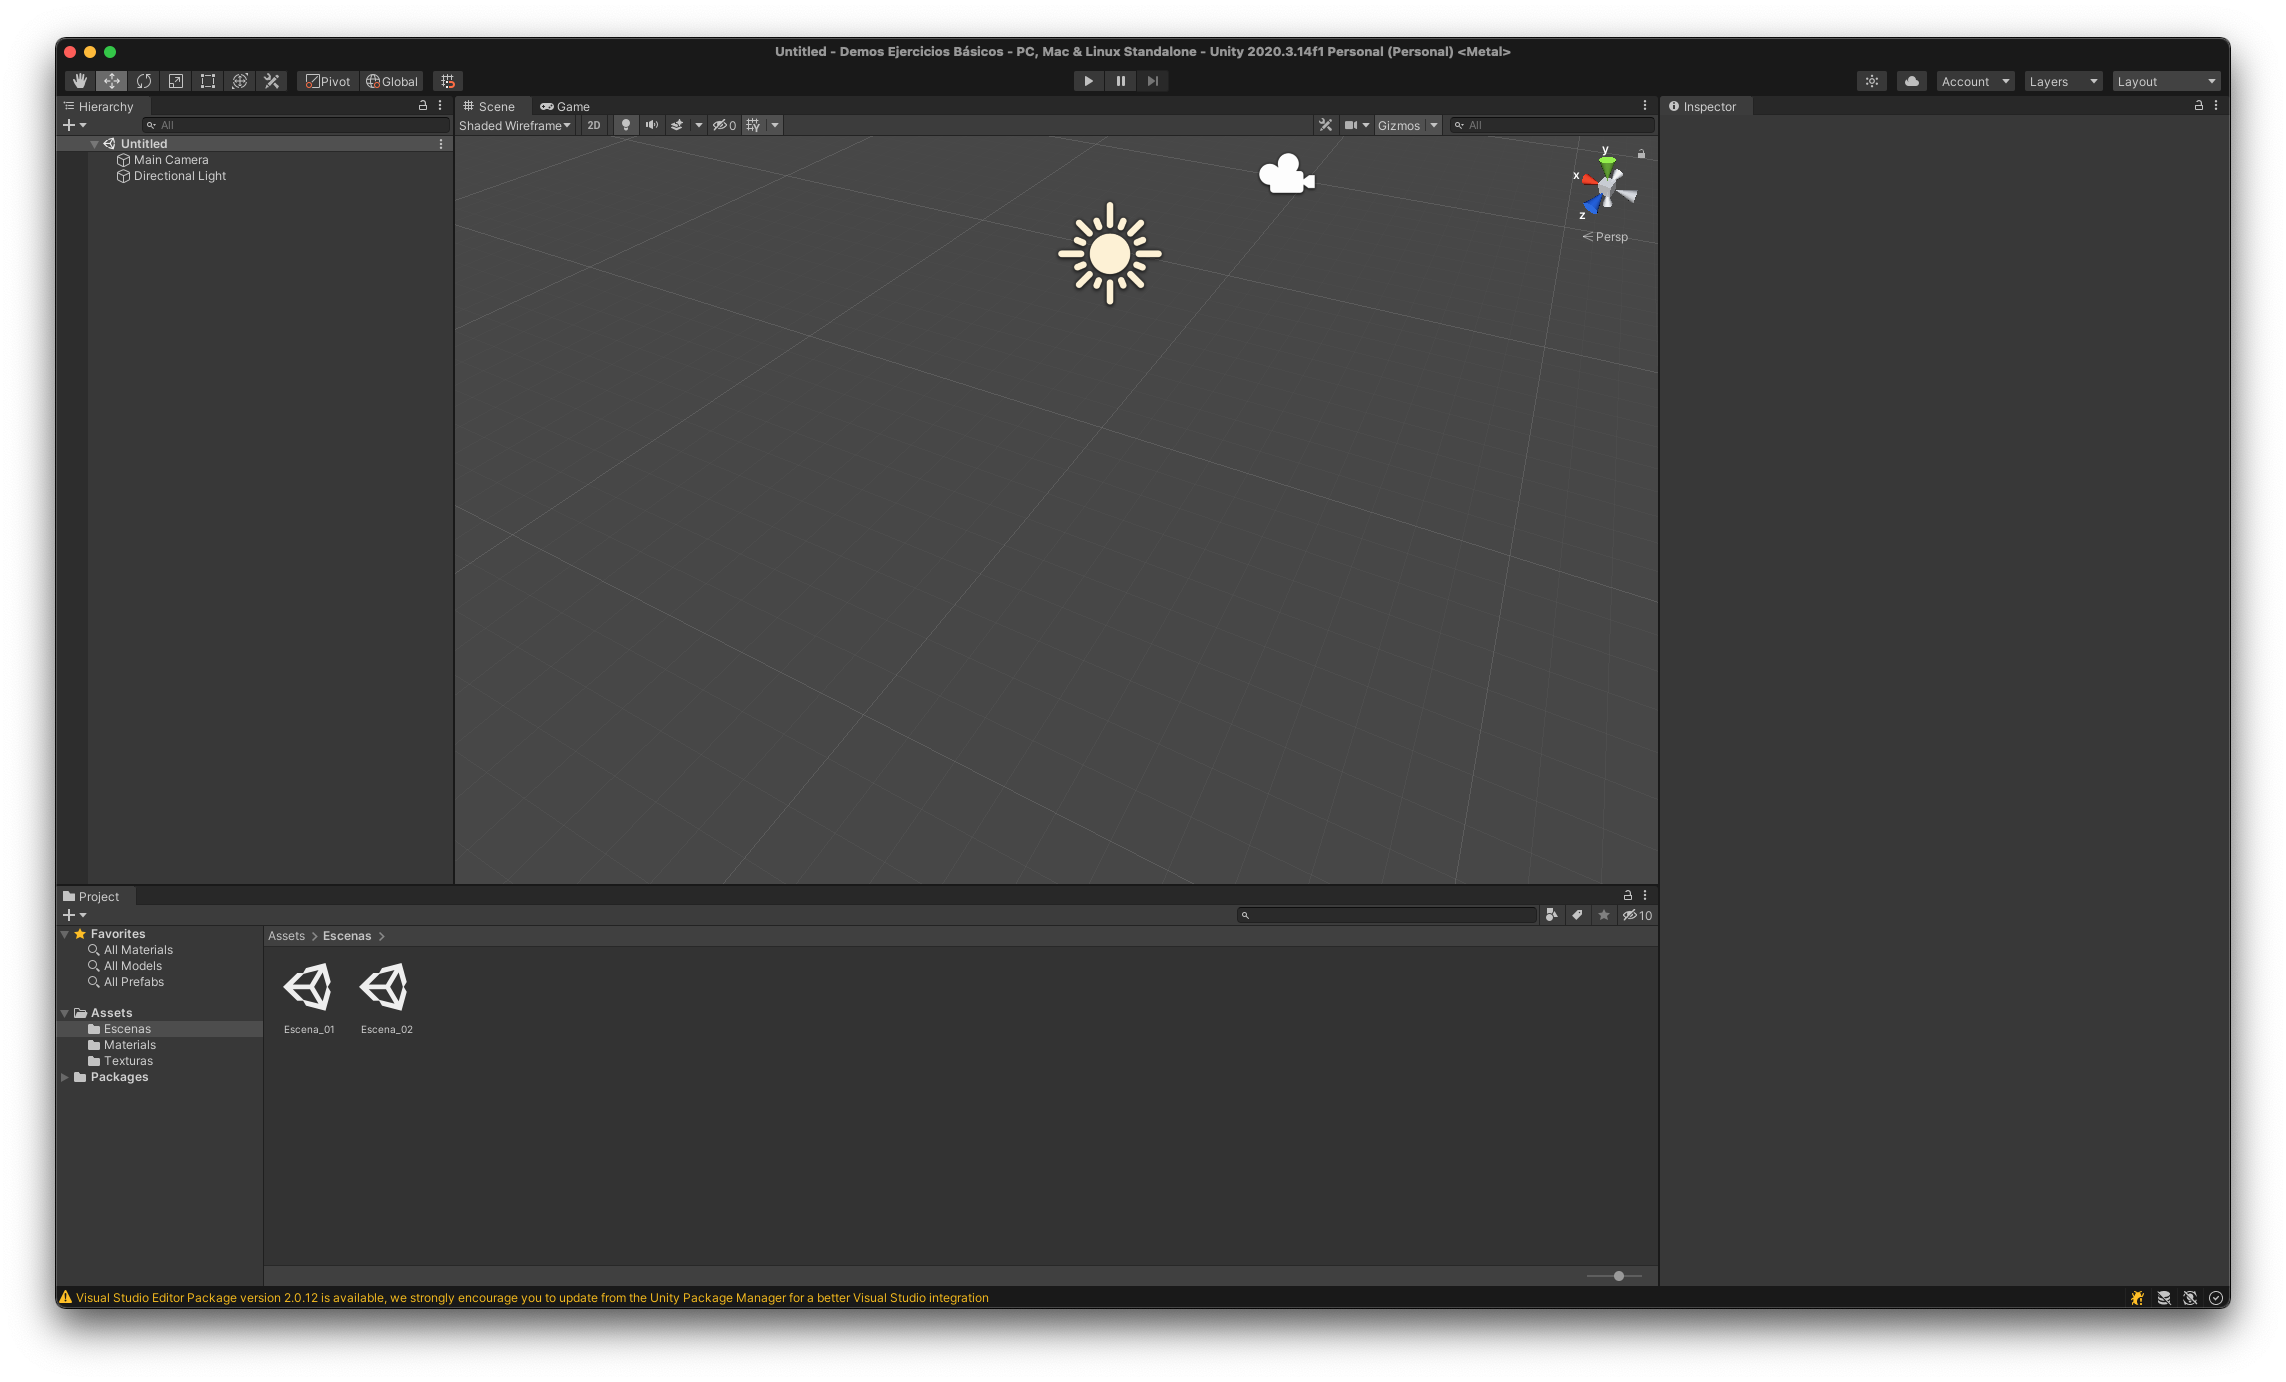 Untitled - Demos Ejercicios Básicos - PC, Mac & Linux Standalone - Unity 2020.3.14f1 Personal (Personal) <Metal>
Pivot Global Account Layers Layout
Hierarchy
All
Untitled
Main Camera
Directional Light
Scene Game
Shaded Wireframe 2D 0 Gizmos All
y
x
z
Persp
Inspector
Project
10
Favorites
All Materials
All Models
All Prefabs
Assets
Escenas
Materials
Texturas
Packages
Assets > Escenas >
Escena_01 Escena_02
Visual Studio Editor Package version 2.0.12 is available, we strongly encourage you to update from the Unity Package Manager for a better Visual Studio integration